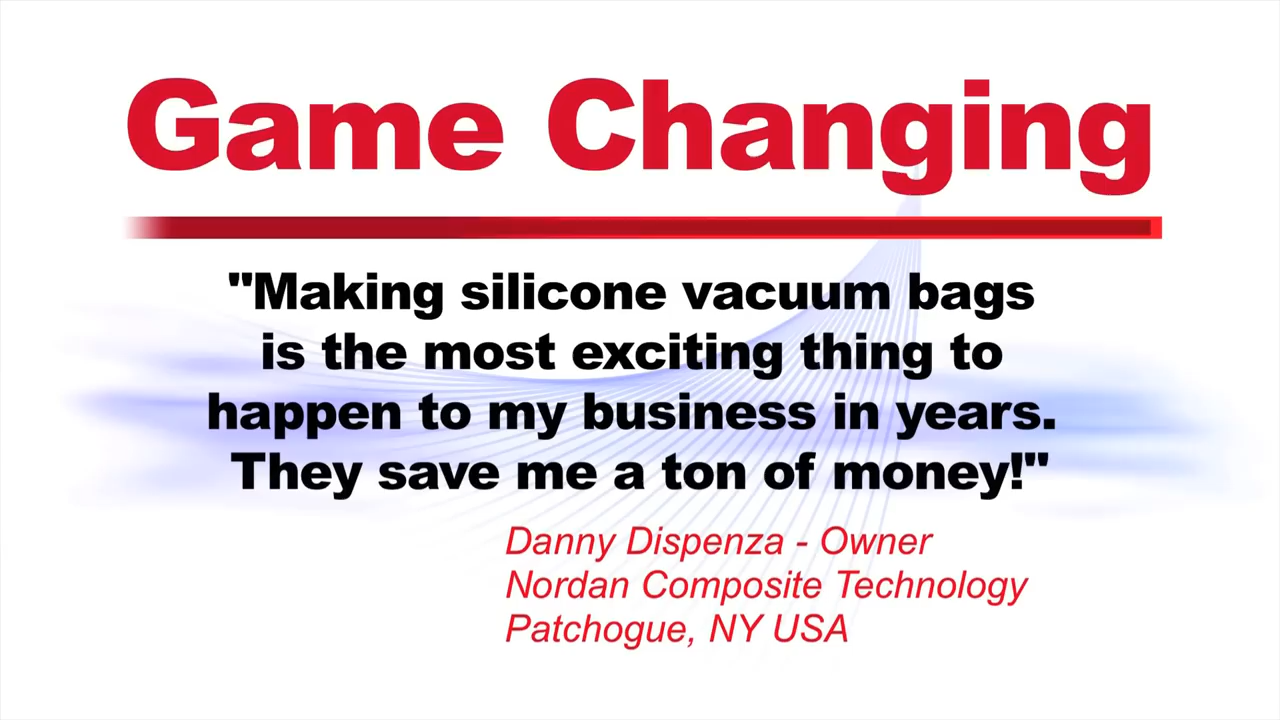 Game Changing
"Making silicone vacuum bags
is the most exciting thing to
happen to my business in years.
They save me a ton of money!"
Danny Dispenza - Owner
Nordan Composite Technology
Patchogue, NY USA